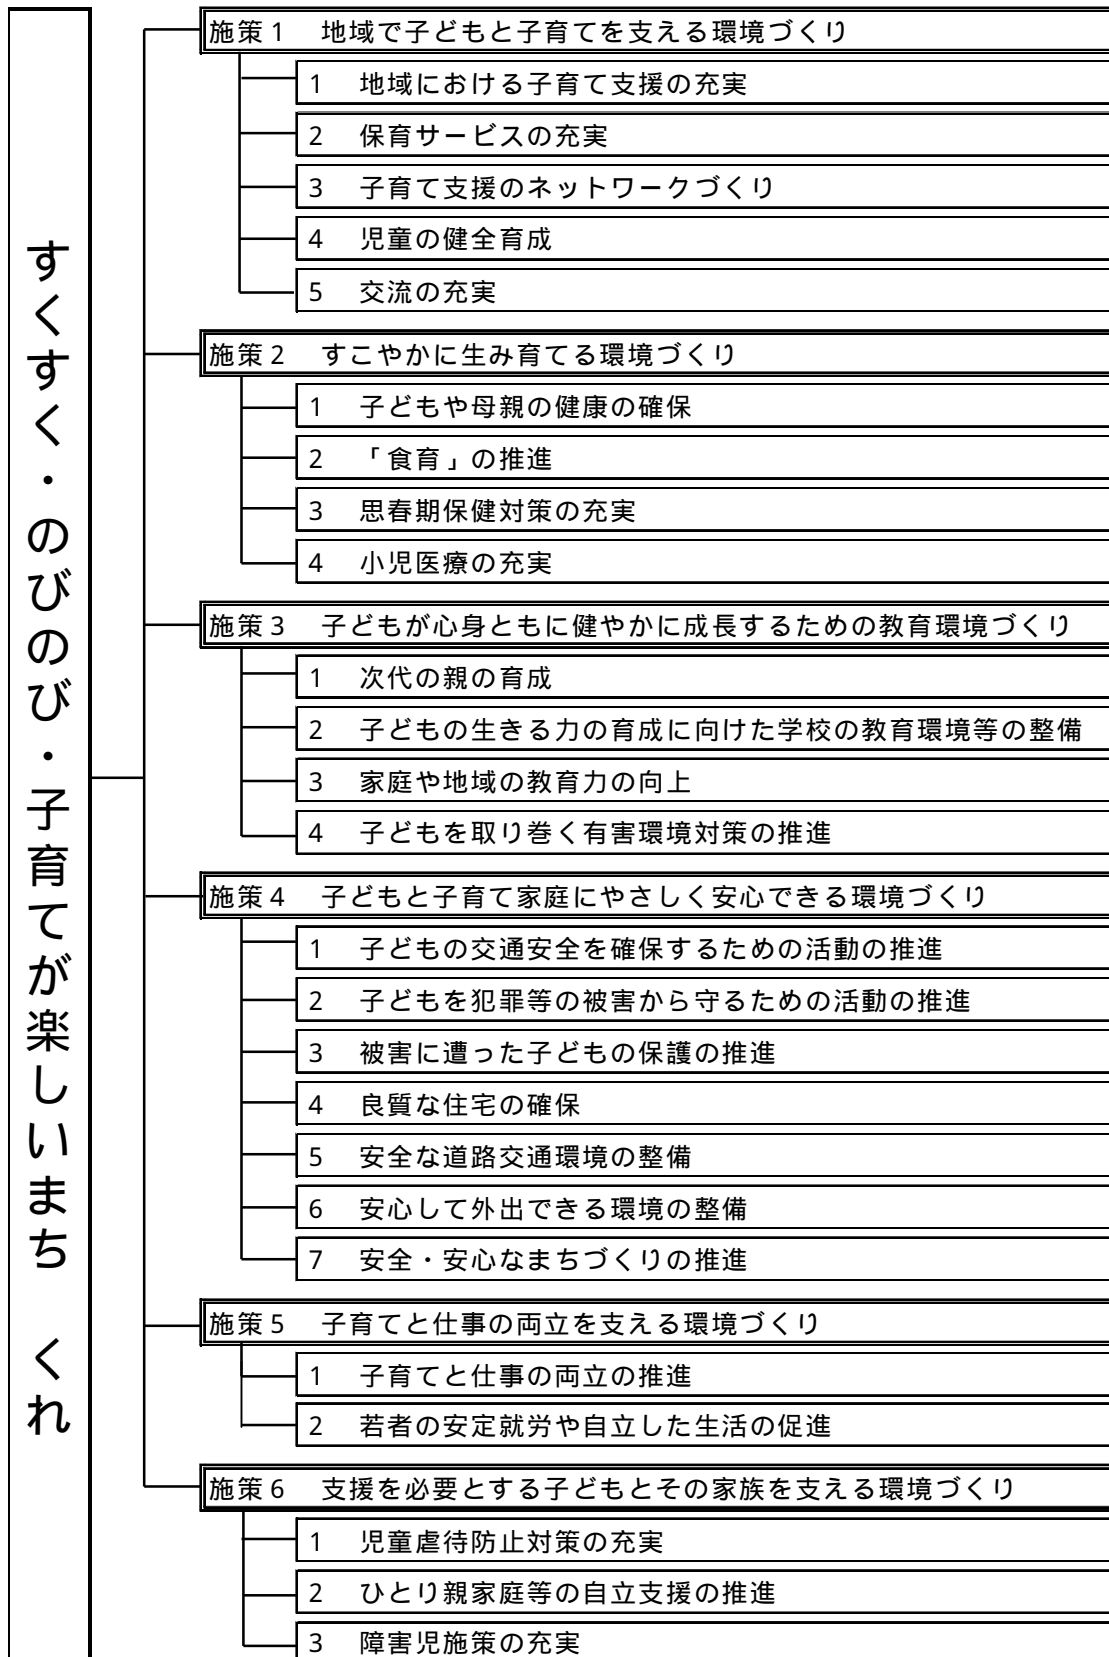 すくすく・のびのび・子育てが楽しいまち　くれ
施策１　地域で子どもと子育てを支える環境づくり
1　地域における子育て支援の充実
2　保育サービスの充実
3　子育て支援のネットワークづくり
4　児童の健全育成
5　交流の充実
施策２　すこやかに生み育てる環境づくり
1　子どもや母親の健康の確保
2　「食育」の推進
3　思春期保健対策の充実
4　小児医療の充実
施策３　子どもが心身ともに健やかに成長するための教育環境づくり
1　次代の親の育成
2　子どもの生きる力の育成に向けた学校の教育環境等の整備
3　家庭や地域の教育力の向上
4　子どもを取り巻く有害環境対策の推進
施策４　子どもと子育て家庭にやさしく安心できる環境づくり
1　子どもの交通安全を確保するための活動の推進
2　子どもを犯罪等の被害から守るための活動の推進
3　被害に遭った子どもの保護の推進
4　良質な住宅の確保
5　安全な道路交通環境の整備
6　安心して外出できる環境の整備
7　安全・安心なまちづくりの推進
施策５　子育てと仕事の両立を支える環境づくり
1　子育てと仕事の両立の推進
2　若者の安定就労や自立した生活の促進
施策６　支援を必要とする子どもとその家族を支える環境づくり
1　児童虐待防止対策の充実
2　ひとり親家庭等の自立支援の推進
3　障害児施策の充実